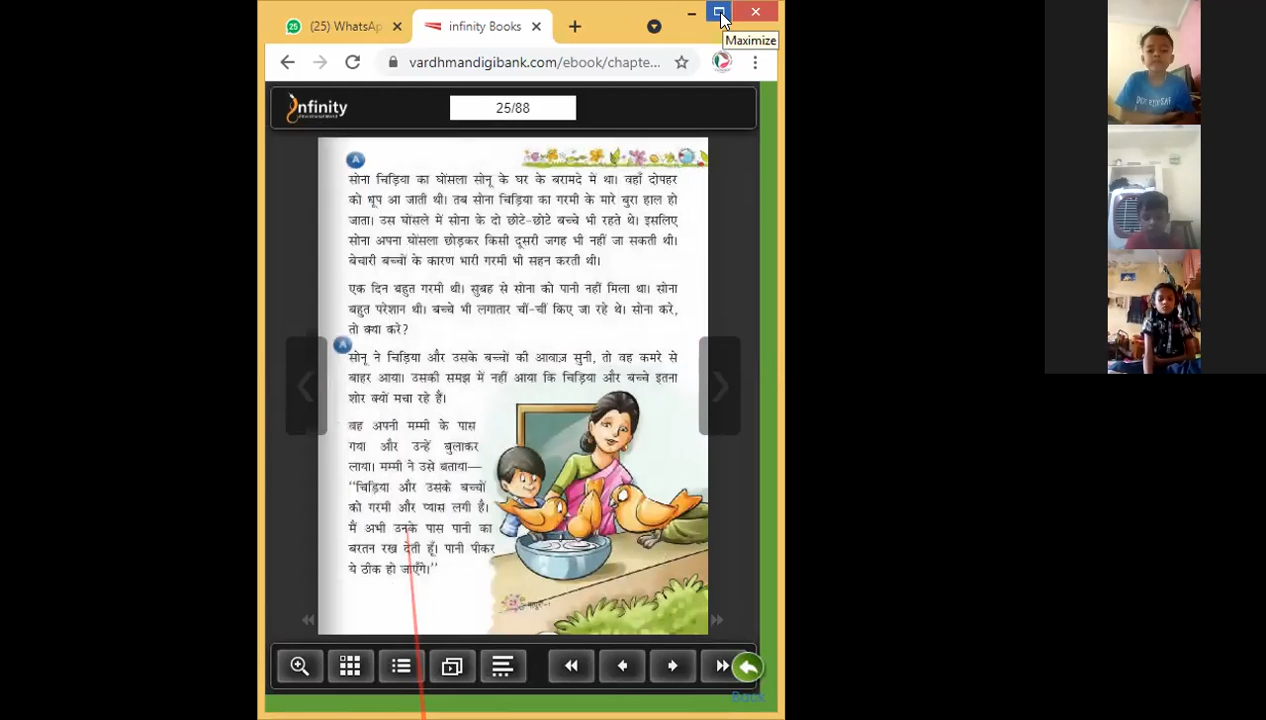 (25) WhatsAp
infinity Books
Maximize
vardhmandigibank.com/ebook/chapte...
infinity
25/88
A
सोना चिड़िया का घोंसला सोनू के घर के बरामदे में था। वहाँ दोपहर
को धूप आ जाती थी। तब सोना चिड़िया का गरमी के मारे बुरा हाल हो
जाता। उस घोंसले में सोना के दो छोटे-छोटे बच्चे भी रहते थे। इसलिए
सोना अपना घोंसला छोड़कर किसी दूसरी जगह भी नहीं जा सकती थी।
बेचारी बच्चों के कारण भारी गरमी भी सहन करती थी।
एक दिन बहुत गरमी थी। सुबह से सोना को पानी नहीं मिला था। सोना
बहुत परेशान थी। बच्चे भी लगातार चीं-चीं किए जा रहे थे। सोना करे,
तो क्या करे?
A
सोनू ने चिड़िया और उसके बच्चों की आवाज़ सुनी, तो वह कमरे से
बाहर आया। उसकी समझ में नहीं आया कि चिड़िया और बच्चे इतना
शोर क्यों मचा रहे हैं।
वह अपनी मम्मी के पास
गया और उन्हें बुलाकर
लाया। मम्मी ने उसे बताया—
“चिड़िया और उसके बच्चों
को गरमी और प्यास लगी है।
मैं अभी उनके पास पानी का
बरतन रख देती हूँ। पानी पीकर
ये ठीक हो जाएँगे।”
Back